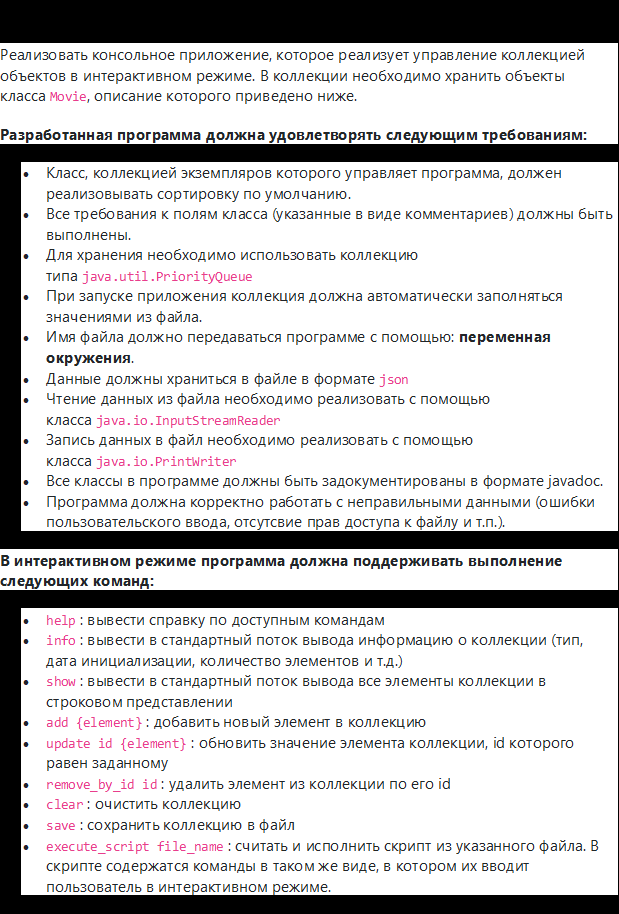 Реализовать консольное приложение, которое реализует управление коллекцией
объектов в интерактивном режиме. В коллекции необходимо хранить объекты
класса Movie, описание которого приведено ниже.
Разработанная программа должна удовлетворять следующим требованиям:
• Класс, коллекцией экземпляров которого управляет программа, должен
реализовывать сортировку по умолчанию.
• Все требования к полям класса (указанные в виде комментариев) должны быть
выполнены.
• Для хранения необходимо использовать коллекцию
типа java.util.PriorityQueue
• При запуске приложения коллекция должна автоматически заполняться
значениями из файла.
• Имя файла должно передаваться программе с помощью: переменная
окружения.
• Данные должны храниться в файле в формате json
• Чтение данных из файла необходимо реализовать с помощью
класса java.io.InputStreamReader
• Запись данных в файл необходимо реализовать с помощью
класса java.io.PrintWriter
• Все классы в программе должны быть задокументированы в формате javadoc.
• Программа должна корректно работать с неправильными данными (ошибки
пользовательского ввода, отсутсвие прав доступа к файлу и т.п.).
В интерактивном режиме программа должна поддерживать выполнение
следующих команд:
• help : вывести справку по доступным командам
• info : вывести в стандартный поток вывода информацию о коллекции (тип,
дата инициализации, количество элементов и т.д.)
• show : вывести в стандартный поток вывода все элементы коллекции в
строковом представлении
• add {element} : добавить новый элемент в коллекцию
• update id {element} : обновить значение элемента коллекции, id которого
равен заданному
• remove_by_id id : удалить элемент из коллекции по его id
• clear : очистить коллекцию
• save : сохранить коллекцию в файл
• execute_script file_name : считать и исполнить скрипт из указанного файла. В
скрипте содержатся команды в таком же виде, в котором их вводит
пользователь в интерактивном режиме.